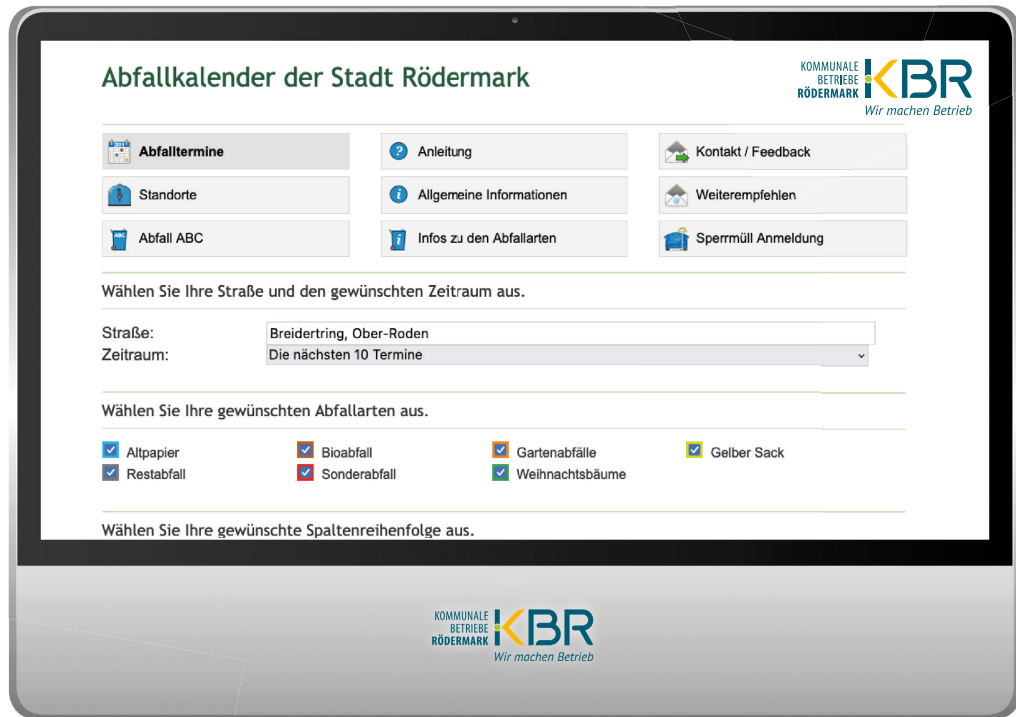 Abfallkalender der Stadt Rödermark
KOMMUNALE
BETRIEBE
RÖDERMARK
KBR
Wir machen Betrieb
Abfalltermine
Anleitung
Kontakt / Feedback
Standorte
Allgemeine Informationen
Weiterempfehlen
ABC
Abfall ABC
Infos zu den Abfallarten
Sperrmüll Anmeldung
Wählen Sie Ihre Straße und den gewünschten Zeitraum aus.
Straße: Breidertring, Ober-Roden
Zeitraum: Die nächsten 10 Termine
Wählen Sie Ihre gewünschten Abfallarten aus.
Altpapier Bioabfall Gartenabfälle Gelber Sack
Restabfall Sonderabfall Weihnachtsbäume
Wählen Sie Ihre gewünschte Spaltenreihenfolge aus.
KOMMUNALE
BETRIEBE
RÖDERMARK
KBR
Wir machen Betrieb